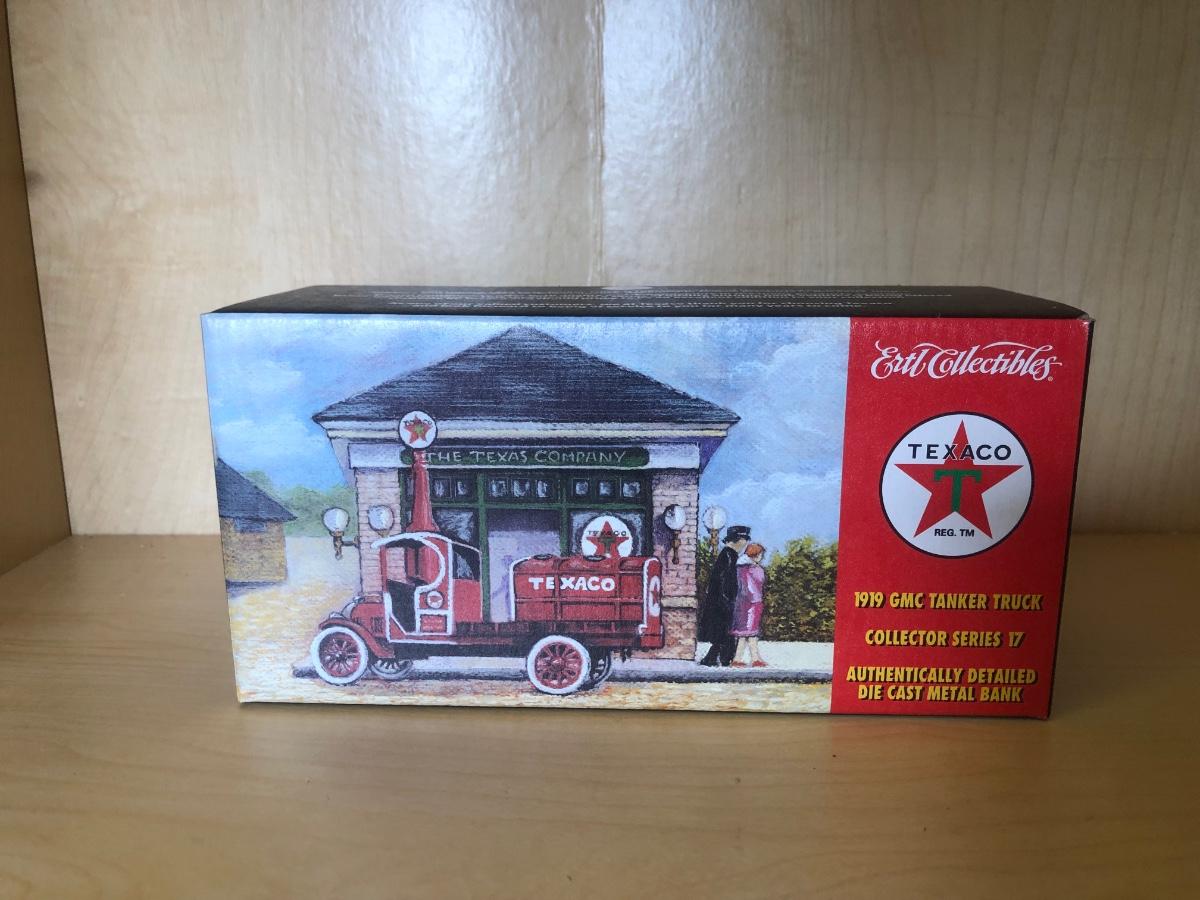 THE TEXAS COMPANY
TEXACO
TEXACO
Ertl Collectibles®
TEXACO
T
REG. TM
1919 GMC TANKER TRUCK
COLLECTOR SERIES 17
AUTHENTICALLY DETAILED
DIE CAST METAL BANK